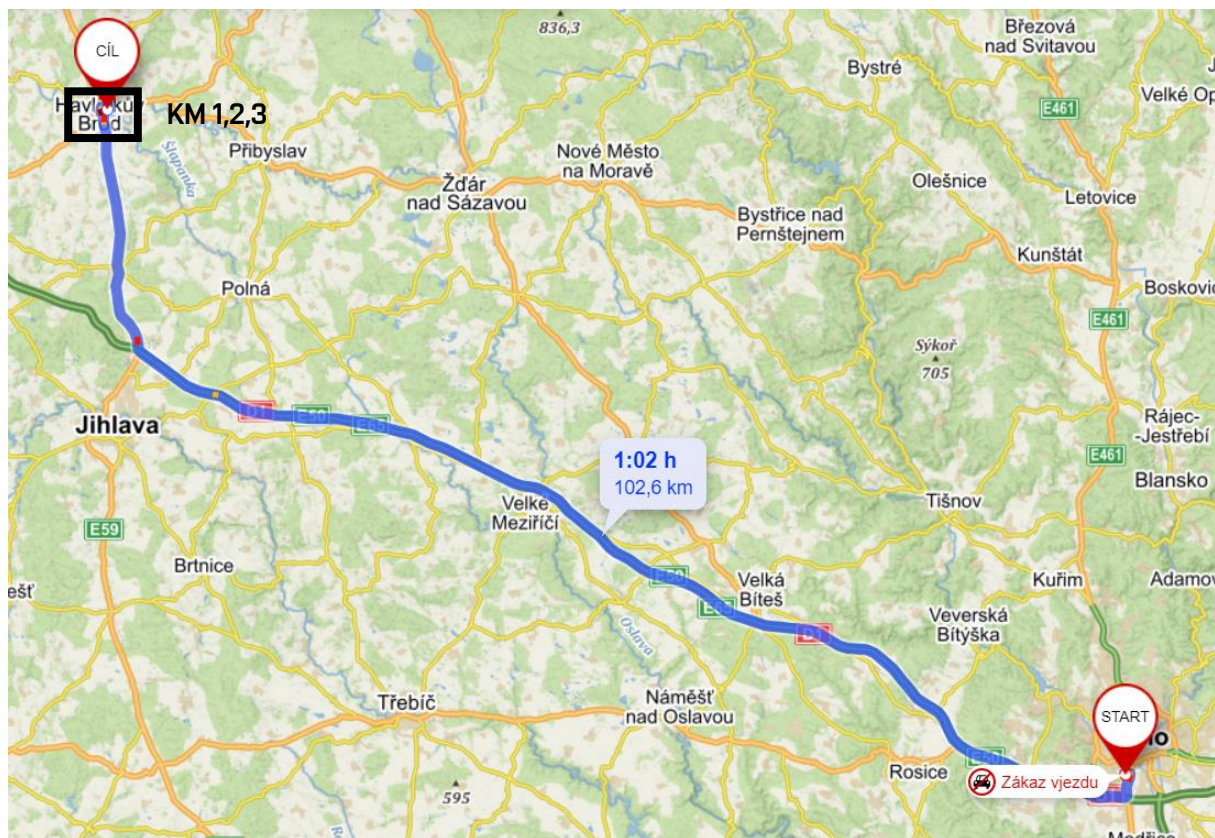 836,3
Březová
nad Svitavou
CÍL
Bystré
Velké Op
E461
KM 1,2,3
Přibyslav
Šlapanka
Nové Město
na Moravě
Žďár
nad Sázavou
Olešnice
Letovice
Bystřice nad
Pernštejnem
Kunštát
Polná
Boskovic
E461
Sýkoř
705
D1
E50
E65
Jihlava
Rájec-
-Jestřebí
E461
1:02 h
102,6 km
Blansko
Velké
Meziříčí
Tišnov
E59
Brtnice
ešť
E50
Velká
Bíteš
Kuřim
Adamov
E65
Veverská
Bítýška
D1
Oslava
Třebíč
Náměšť
nad Oslavou
START
E50
Rosice
Zákaz vjezdu
595